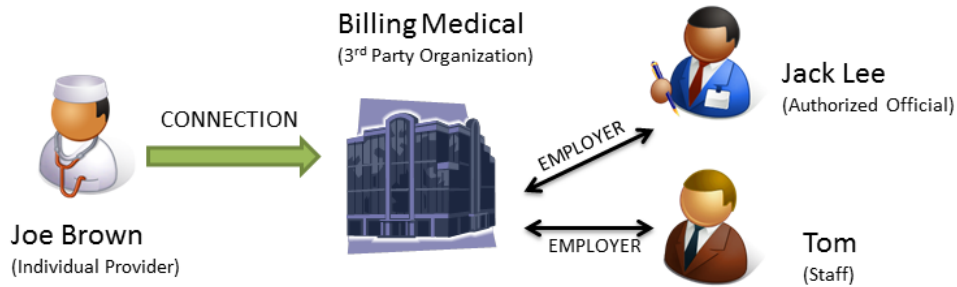 Billing Medical
(3rd Party Organization)
Jack Lee
(Authorized Official)
CONNECTION
EMPLOYER
Joe Brown
(Individual Provider)
EMPLOYER
Tom
(Staff)